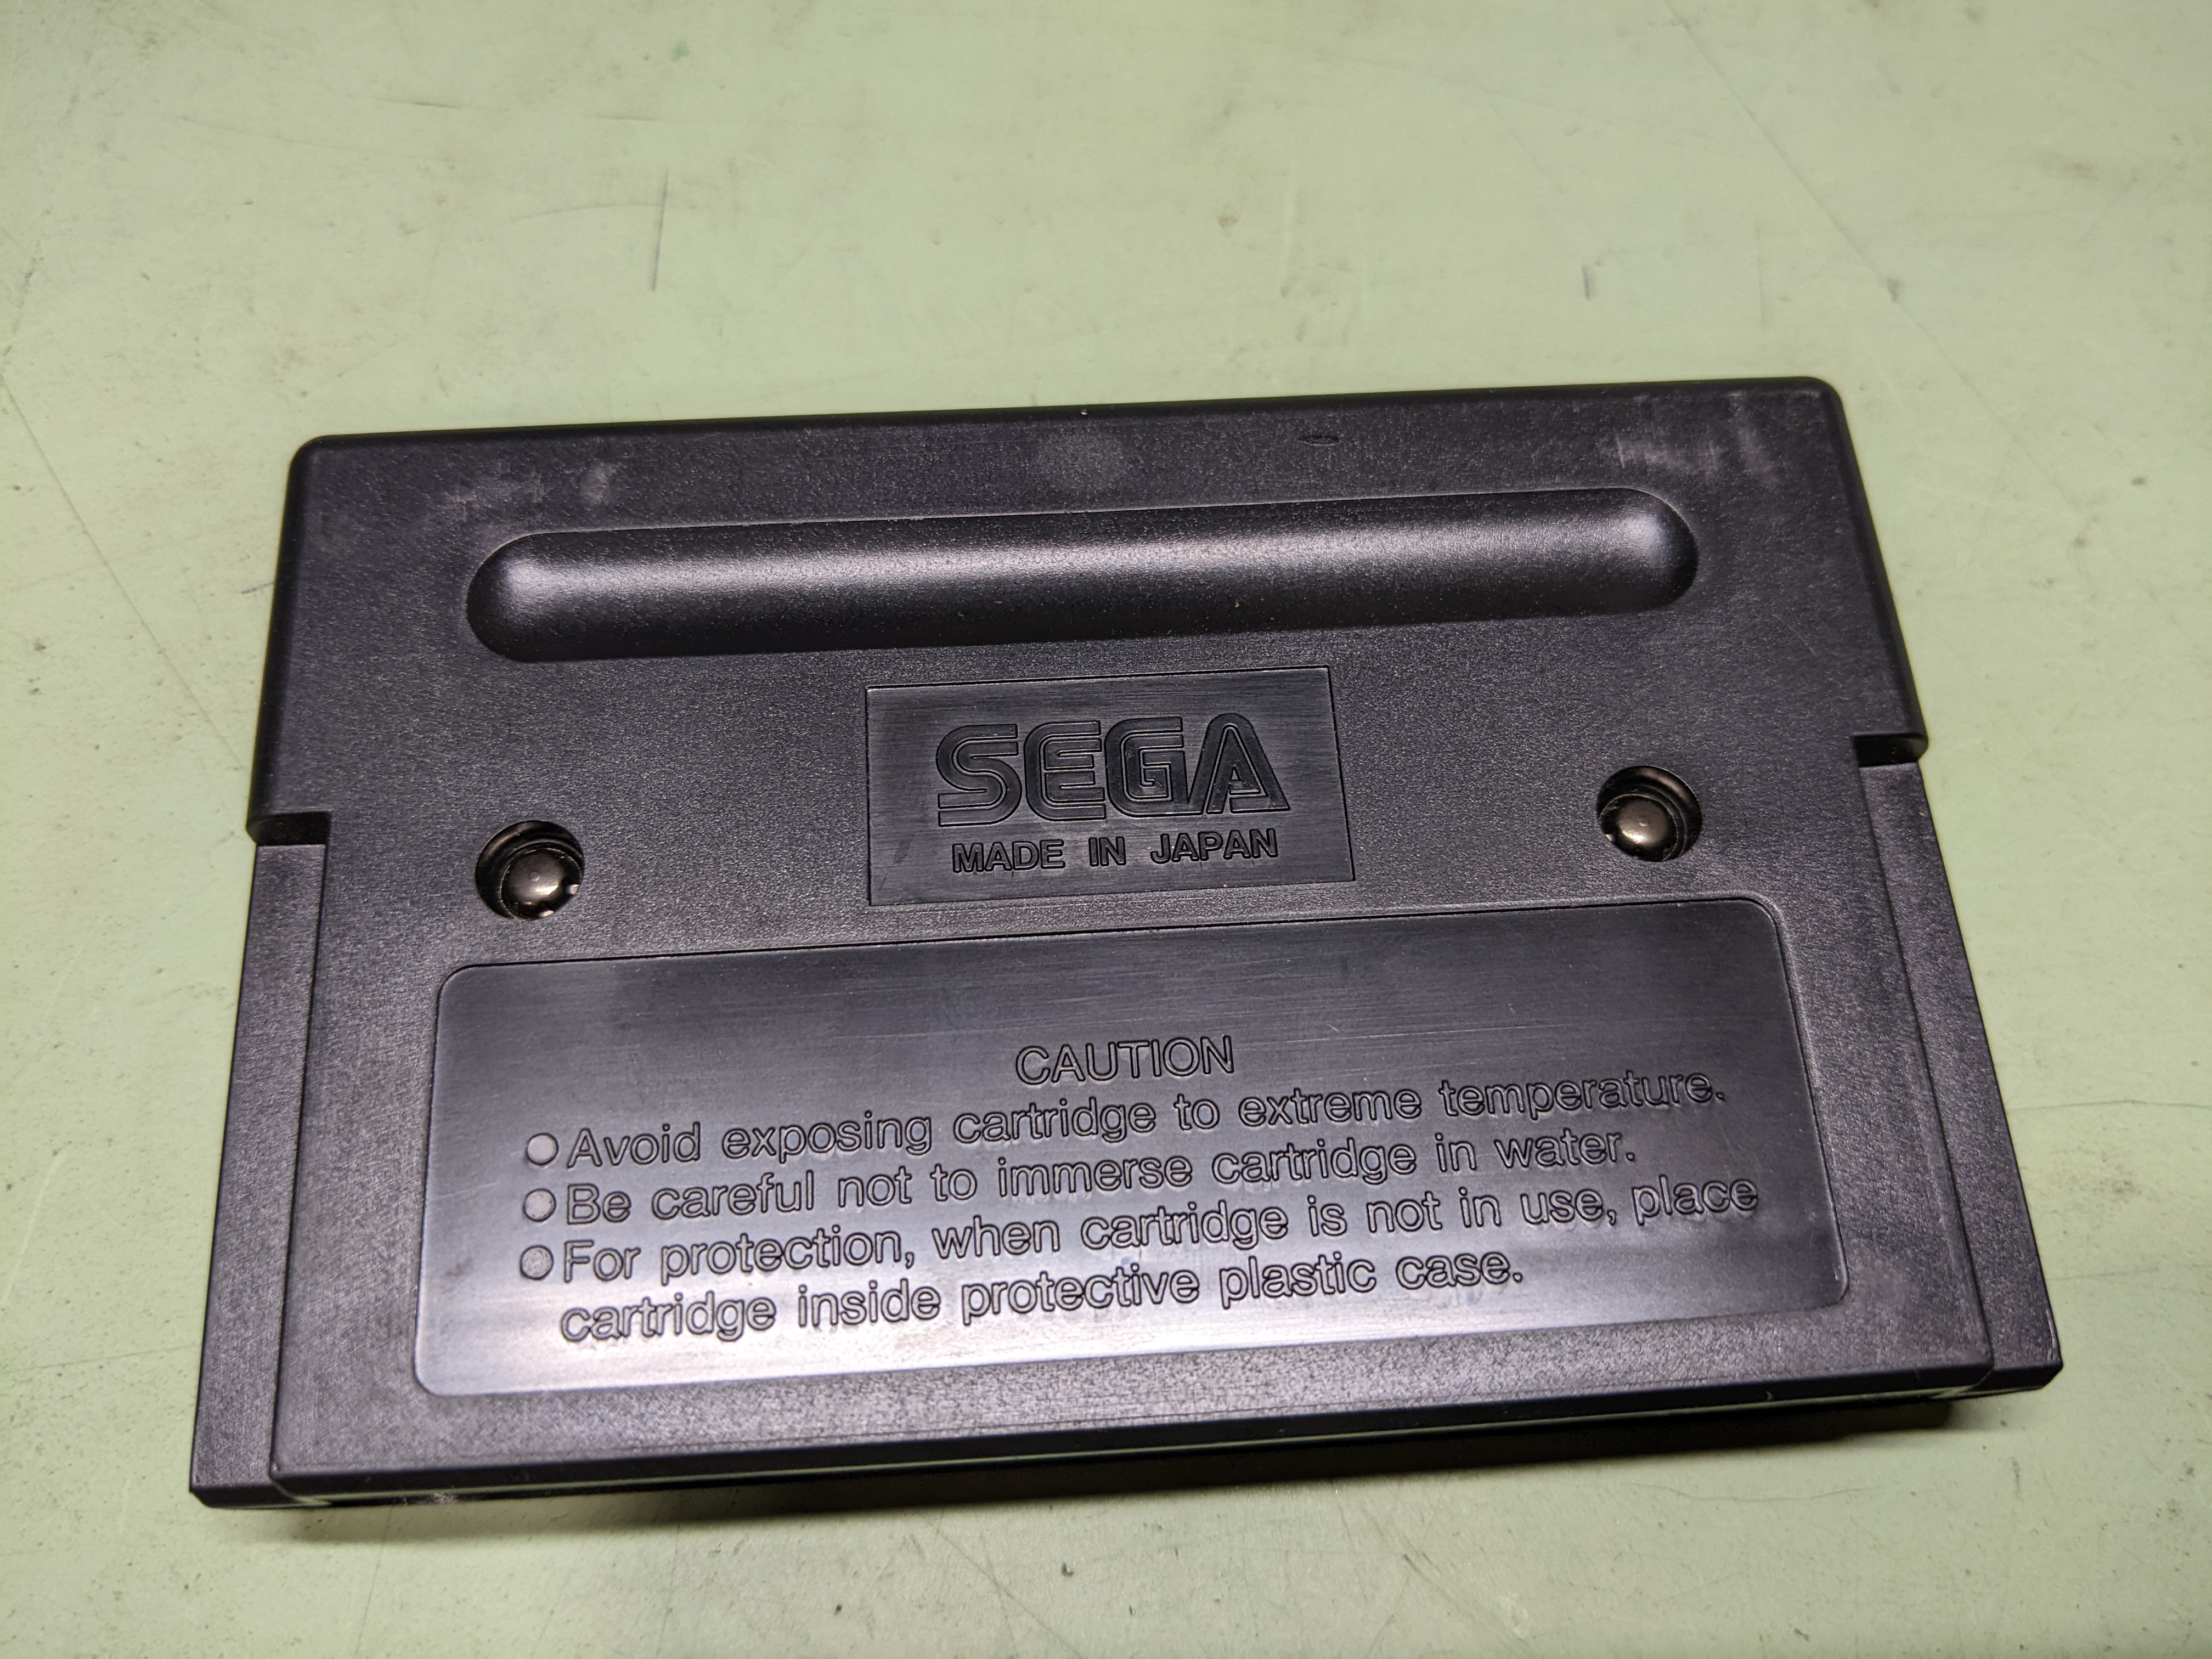 SEGA
MADE IN JAPAN
CAUTION
●Avoid exposing cartridge to extreme temperature.
●Be careful not to immerse cartridge in water.
●For protection, when cartridge is not in use, place
cartridge inside protective plastic case.